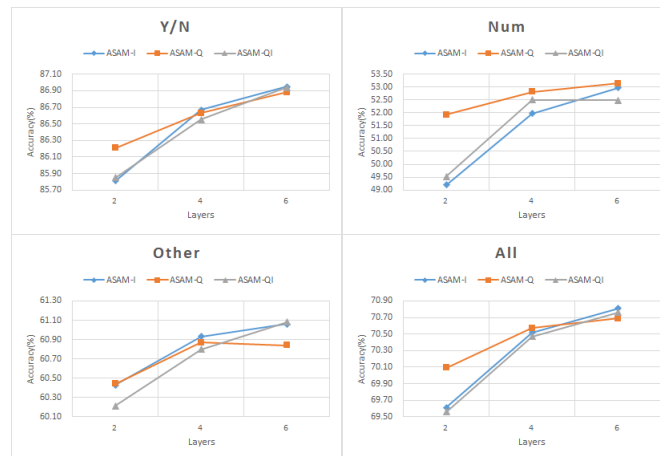 Y/N
ASAM-I ASAM-Q ASAM-QI
87.10
86.90
86.70
86.50
86.30
86.10
85.90
85.70
Accuracy(%)
2 4 6
Layers
Num
ASAM-I ASAM-Q ASAM-QI
53.50
53.00
52.50
52.00
51.50
51.00
50.50
50.00
49.50
49.00
Accuracy(%)
2 4 6
Layers
Other
ASAM-I ASAM-Q ASAM-QI
61.30
61.10
60.90
60.70
60.50
60.30
60.10
Accuracy(%)
2 4 6
Layers
All
ASAM-I ASAM-Q ASAM-QI
70.90
70.70
70.50
70.30
70.10
69.90
69.70
69.50
Accuracy(%)
2 4 6
Layers